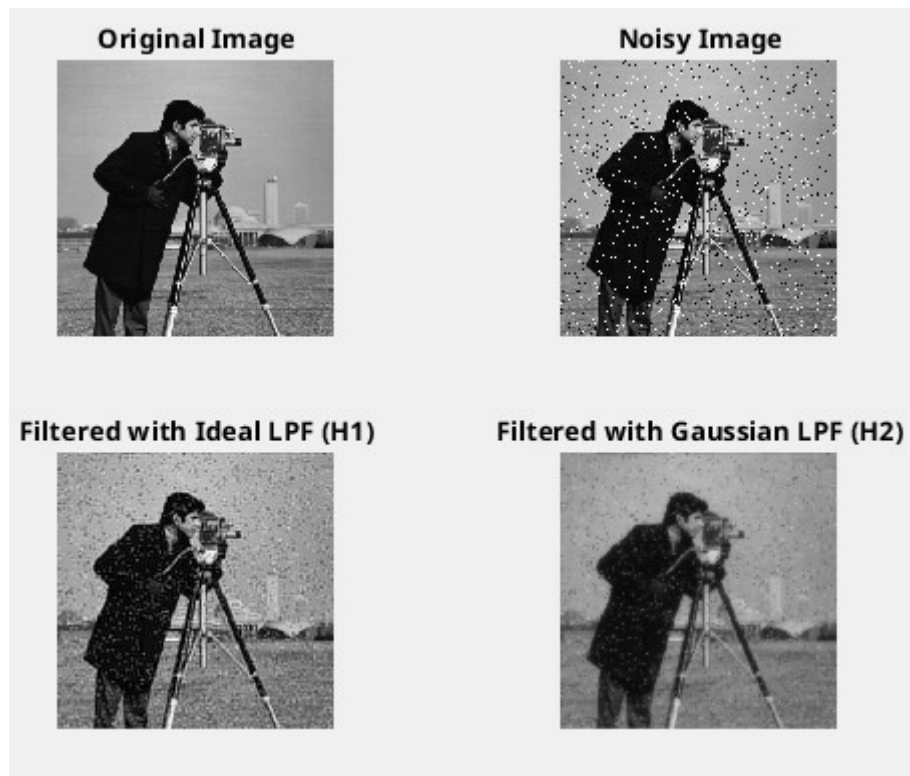 Original Image
Noisy Image
Filtered with Ideal LPF (H1)
Filtered with Gaussian LPF (H2)